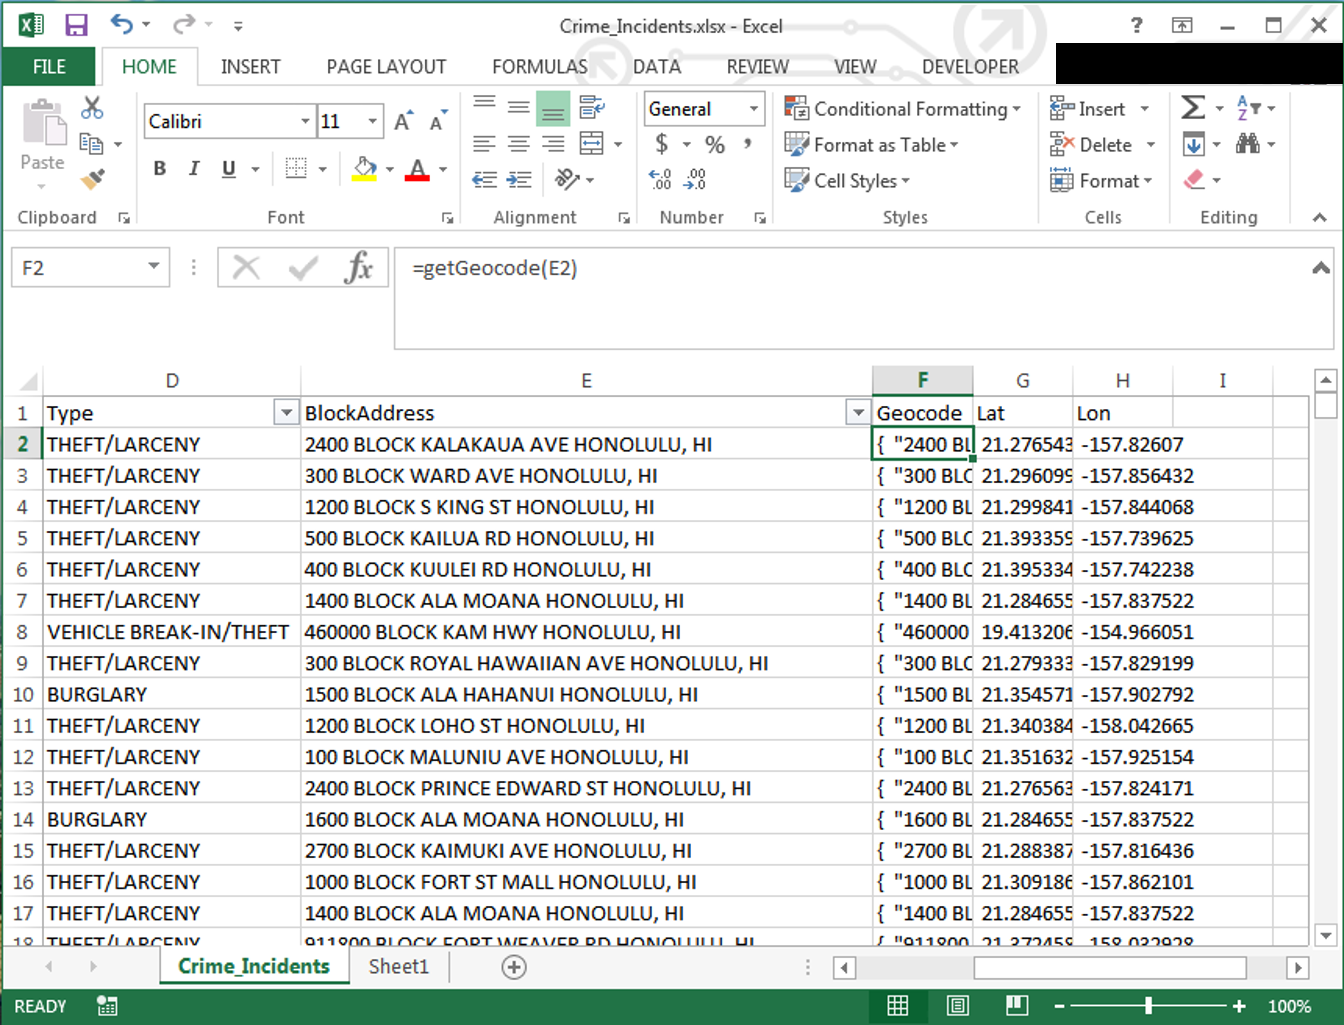 Crime_Incidents.xlsx - Excel
FILE HOME INSERT PAGE LAYOUT FORMULAS DATA REVIEW VIEW DEVELOPER
Calibri 11 General Conditional Formatting Insert
Paste B I U A $ % , Format as Table Delete
Cell Styles Format
Clipboard Font Alignment Number Styles Cells Editing
F2 fx =getGeocode(E2)
D E F G H I
1 Type BlockAddress Geocode Lat Lon
2 THEFT/LARCENY 2400 BLOCK KALAKAUA AVE HONOLULU, HI { "2400 BL 21.276543 -157.82607
3 THEFT/LARCENY 300 BLOCK WARD AVE HONOLULU, HI { "300 BLC 21.296099 -157.856432
4 THEFT/LARCENY 1200 BLOCK S KING ST HONOLULU, HI { "1200 BL 21.299841 -157.844068
5 THEFT/LARCENY 500 BLOCK KAILUA RD HONOLULU, HI { "500 BLC 21.393359 -157.739625
6 THEFT/LARCENY 400 BLOCK KUULEI RD HONOLULU, HI { "400 BLC 21.395334 -157.742238
7 THEFT/LARCENY 1400 BLOCK ALA MOANA HONOLULU, HI { "1400 BL 21.284655 -157.837522
8 VEHICLE BREAK-IN/THEFT 460000 BLOCK KAM HWY HONOLULU, HI { "460000 19.413206 -154.966051
9 THEFT/LARCENY 300 BLOCK ROYAL HAWAIIAN AVE HONOLULU, HI { "300 BLC 21.279333 -157.829199
10 BURGLARY 1500 BLOCK ALA HAHANUI HONOLULU, HI { "1500 BL 21.354571 -157.902792
11 THEFT/LARCENY 1200 BLOCK LOHO ST HONOLULU, HI { "1200 BL 21.340384 -158.042665
12 THEFT/LARCENY 100 BLOCK MALUNIU AVE HONOLULU, HI { "100 BLC 21.351632 -157.925154
13 THEFT/LARCENY 2400 BLOCK PRINCE EDWARD ST HONOLULU, HI { "2400 BL 21.276563 -157.824171
14 BURGLARY 1600 BLOCK ALA MOANA HONOLULU, HI { "1600 BL 21.284655 -157.837522
15 THEFT/LARCENY 2700 BLOCK KAIMUKI AVE HONOLULU, HI { "2700 BL 21.288387 -157.816436
16 THEFT/LARCENY 1000 BLOCK FORT ST MALL HONOLULU, HI { "1000 BL 21.309186 -157.862101
17 THEFT/LARCENY 1400 BLOCK ALA MOANA HONOLULU, HI { "1400 BL 21.284655 -157.837522
18 THEFT/LARCENY 911800 BLOCK FORT WEAVER RD HONOLULU, HI { "911800 21.372458 -158.032928
Crime_Incidents Sheet1
READY 100%